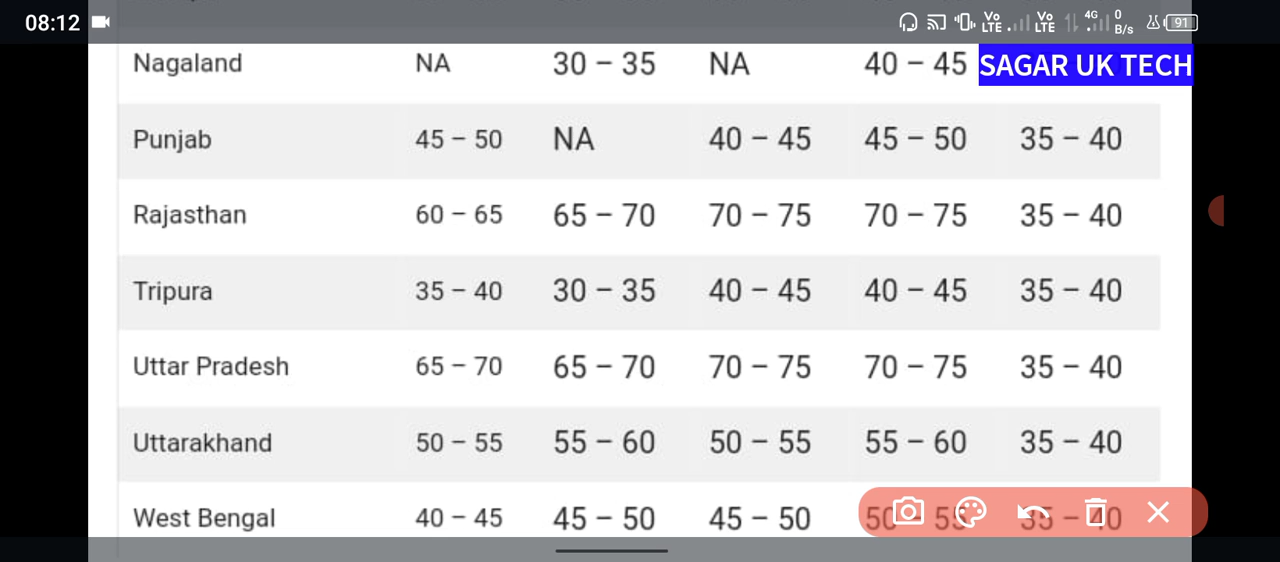 08:12 Vo LTE Vo LTE 4G 0 B/s 91
Nagaland NA 30 – 35 NA 40 – 45 SAGAR UK TECH
Punjab 45 – 50 NA 40 – 45 45 – 50 35 – 40
Rajasthan 60 – 65 65 – 70 70 – 75 70 – 75 35 – 40
Tripura 35 – 40 30 – 35 40 – 45 40 – 45 35 – 40
Uttar Pradesh 65 – 70 65 – 70 70 – 75 70 – 75 35 – 40
Uttarakhand 50 – 55 55 – 60 50 – 55 55 – 60 35 – 40
West Bengal 40 – 45 45 – 50 45 – 50 50 – 55 35 – 40